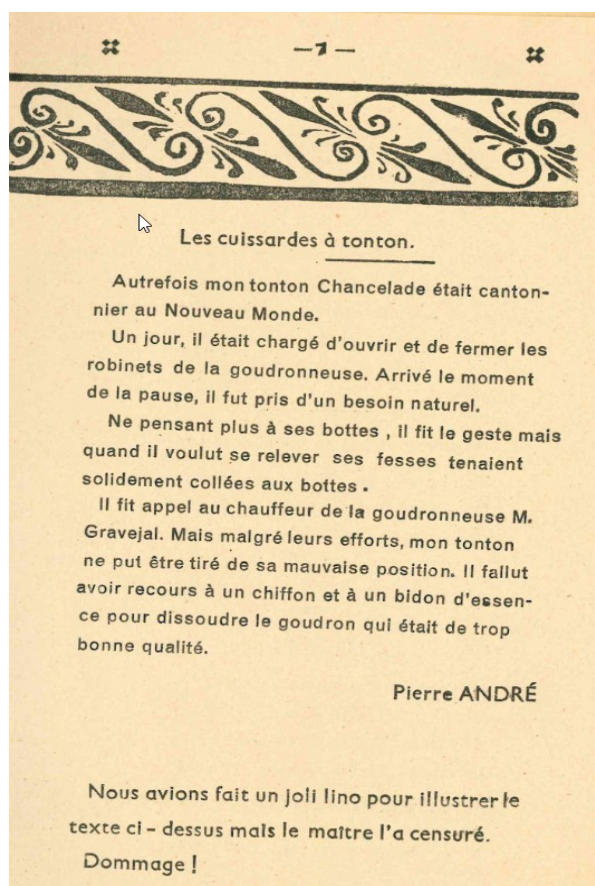 —7—
Les cuissardes à tonton.
Autrefois mon tonton Chancelade était canton-
nier au Nouveau Monde.
Un jour, il était chargé d'ouvrir et de fermer les
robinets de la goudronneuse. Arrivé le moment
de la pause, il fut pris d'un besoin naturel.
Ne pensant plus à ses bottes , il fit le geste mais
quand il voulut se relever ses fesses tenaient
solidement collées aux bottes .
Il fit appel au chauffeur de la goudronneuse M.
Gravejal. Mais malgré leurs efforts, mon tonton
ne put être tiré de sa mauvaise position. Il fallut
avoir recours à un chiffon et à un bidon d'essen-
ce pour dissoudre le goudron qui était de trop
bonne qualité.
Pierre ANDRÉ
Nous avions fait un joli lino pour illustrer le
texte ci - dessus mais le maître l'a censuré.
Dommage !